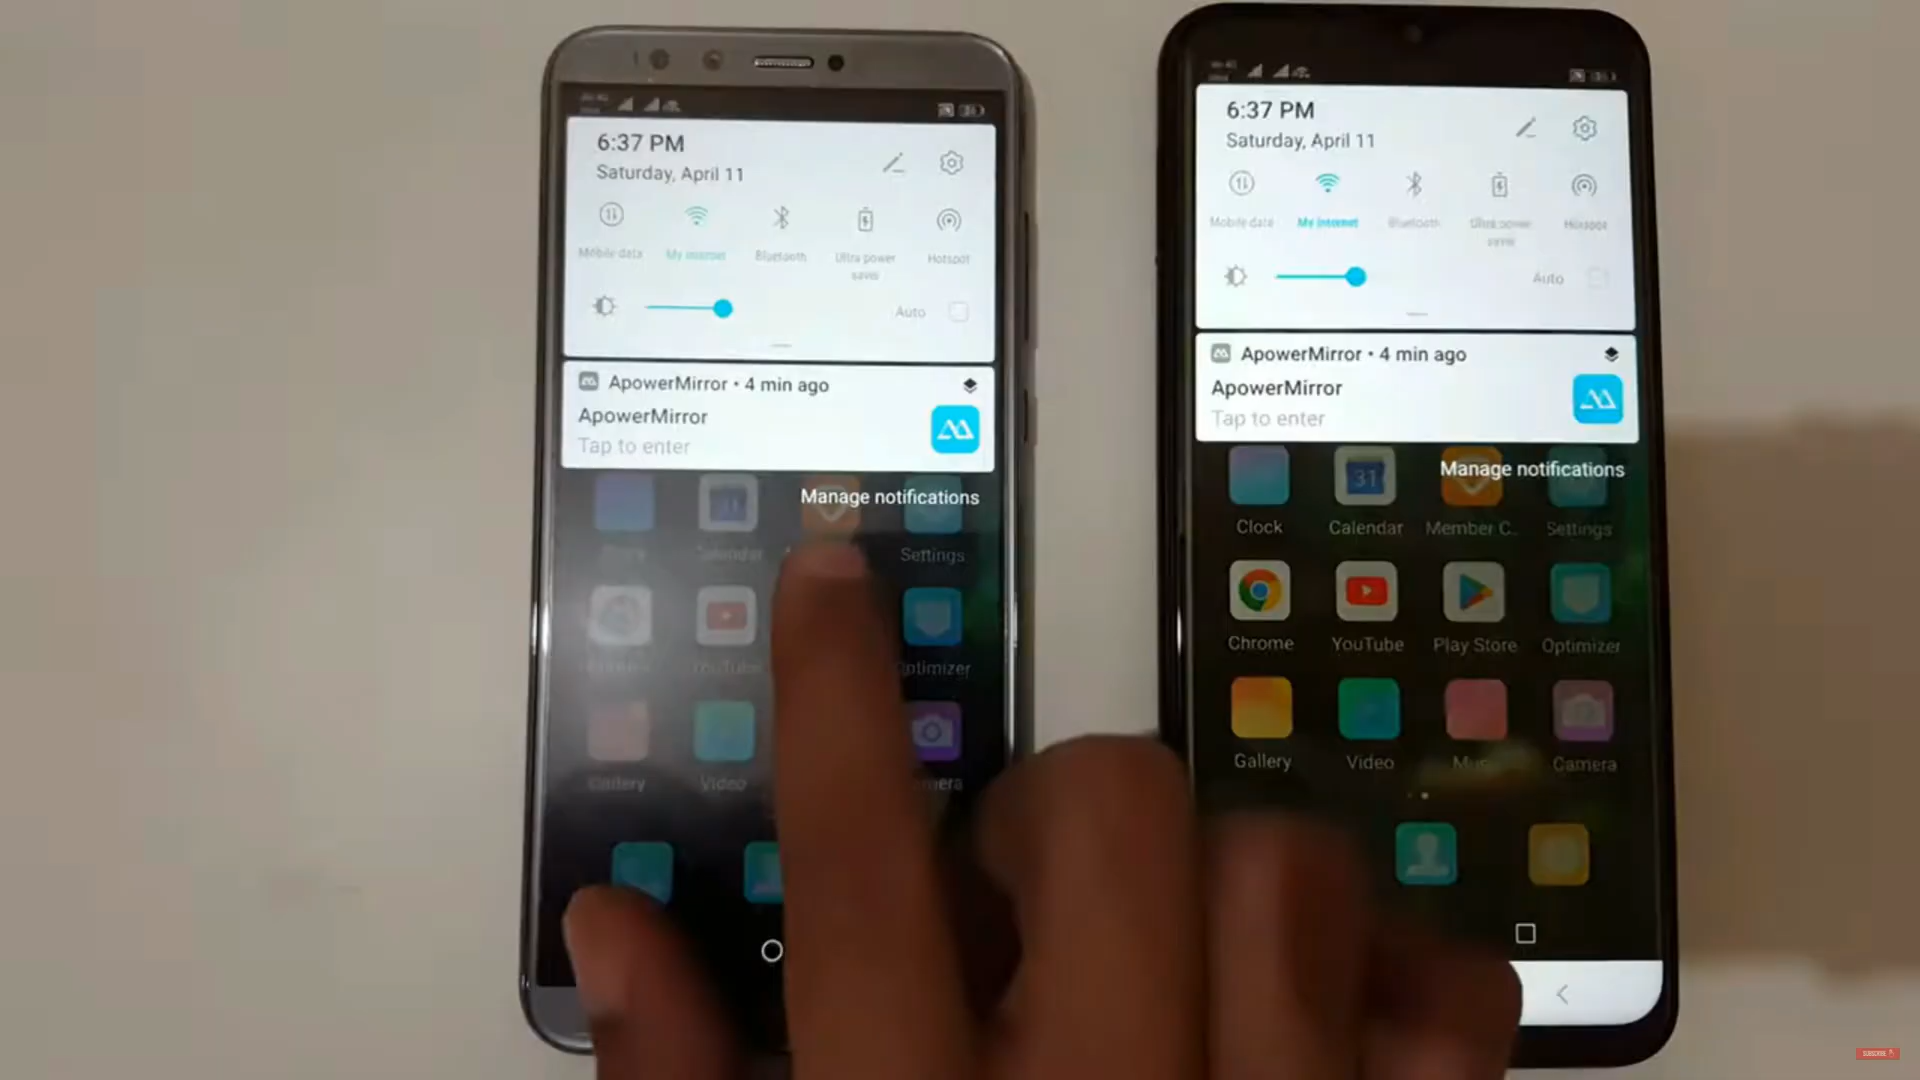 6:37 PM
Saturday, April 11
Mobile data
My Internet
Bluetooth
Ultra power
saver
Hotspot
Auto
ApowerMirror • 4 min ago
ApowerMirror
Tap to enter
Manage notifications
31
Calendar
Settings
YouTube
Optimizer
Gallery
Video
6:37 PM
Saturday, April 11
Mobile data
My Internet
Bluetooth
Ultra power
saver
Hotspot
Auto
ApowerMirror • 4 min ago
ApowerMirror
Tap to enter
Manage notifications
31
Clock
Calendar
Member C..
Settings
Chrome
YouTube
Play Store
Optimizer
Gallery
Video
Camera
SUBSCRIBE